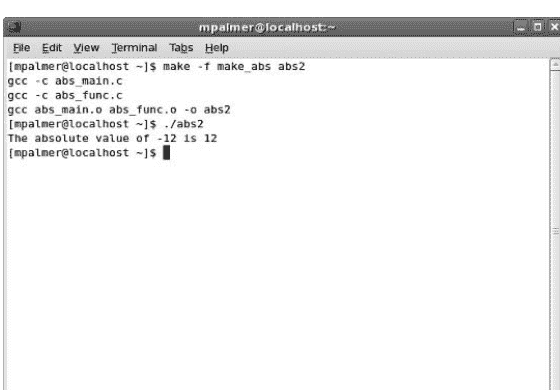 mpalmer@localhost:~
File Edit View Terminal Tabs Help
[mpalmer@localhost ~]$ make -f make_abs abs2
gcc -c abs_main.c
gcc -c abs_func.c
gcc abs_main.o abs_func.o -o abs2
[mpalmer@localhost ~]$ ./abs2
The absolute value of -12 is 12
[mpalmer@localhost ~]$